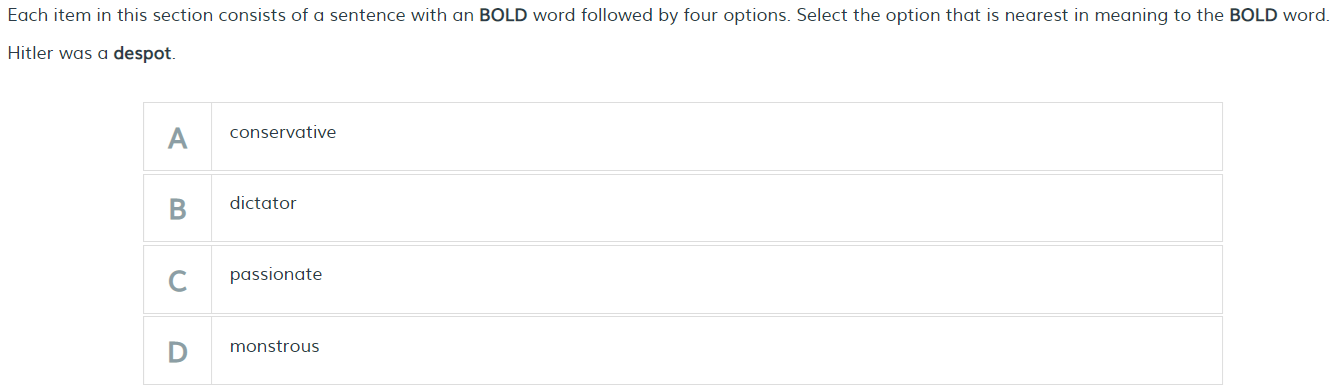 Each item in this section consists of a sentence with an BOLD word followed by four options. Select the option that is nearest in meaning to the BOLD word.
Hitler was a despot.
A conservative
B dictator
C passionate
D monstrous